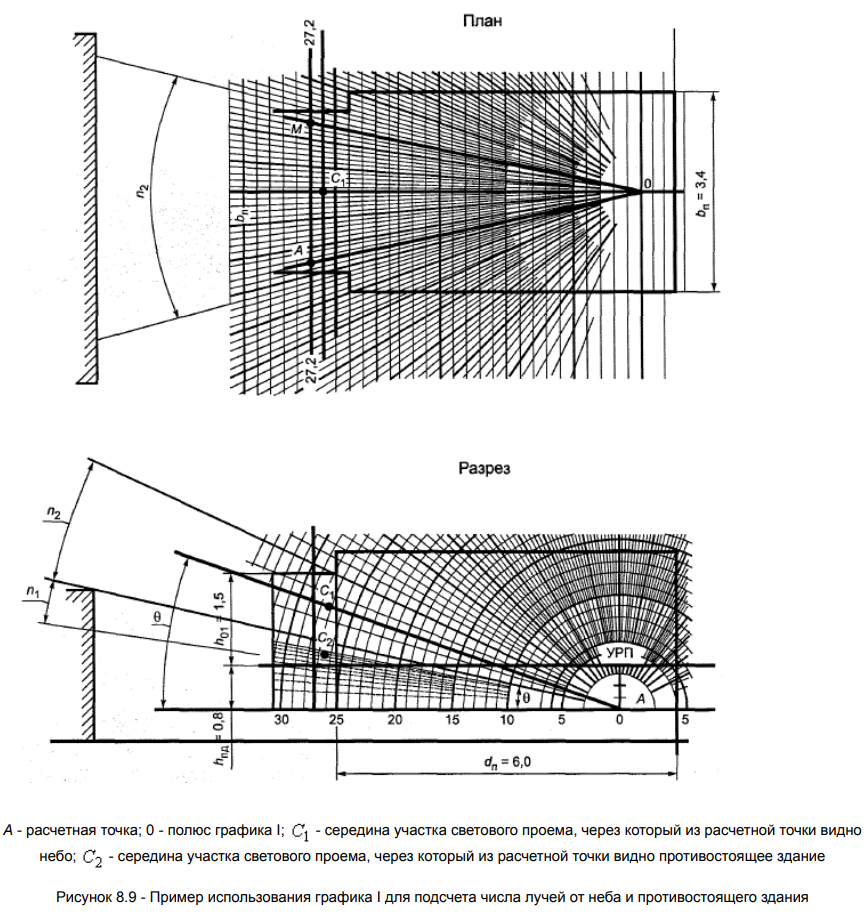 План
27,2
M
C₁
0
n₂
bп
A
bп = 3,4
27,2
Разрез
n₂
n₁
θ
h₀₁ = 1,5
C₁
C₂
УРП
θ
A
30 25 20 15 10 5 0 5
hпд = 0,8
dп = 6,0
А - расчетная точка; 0 - полюс графика I; C₁ - середина участка светового проема, через который из расчетной точки видно
небо; C₂ - середина участка светового проема, через который из расчетной точки видно противостоящее здание
Рисунок 8.9 - Пример использования графика I для подсчета числа лучей от неба и противостоящего здания